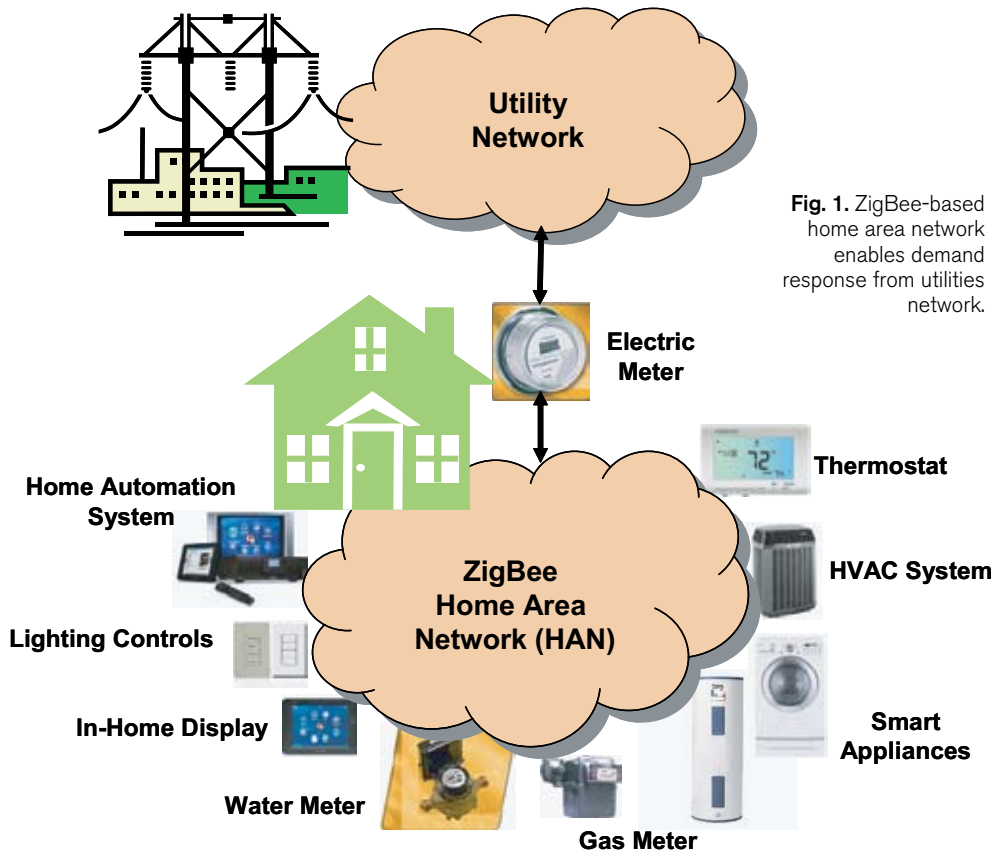 Utility
Network
Fig. 1. ZigBee-based
home area network
enables demand
response from utilities
network.
Electric
Meter
Thermostat
72°
Home Automation
System
HVAC System
ZigBee
Home Area
Network (HAN)
Lighting Controls
In-Home Display
Smart
Appliances
Water Meter
Gas Meter